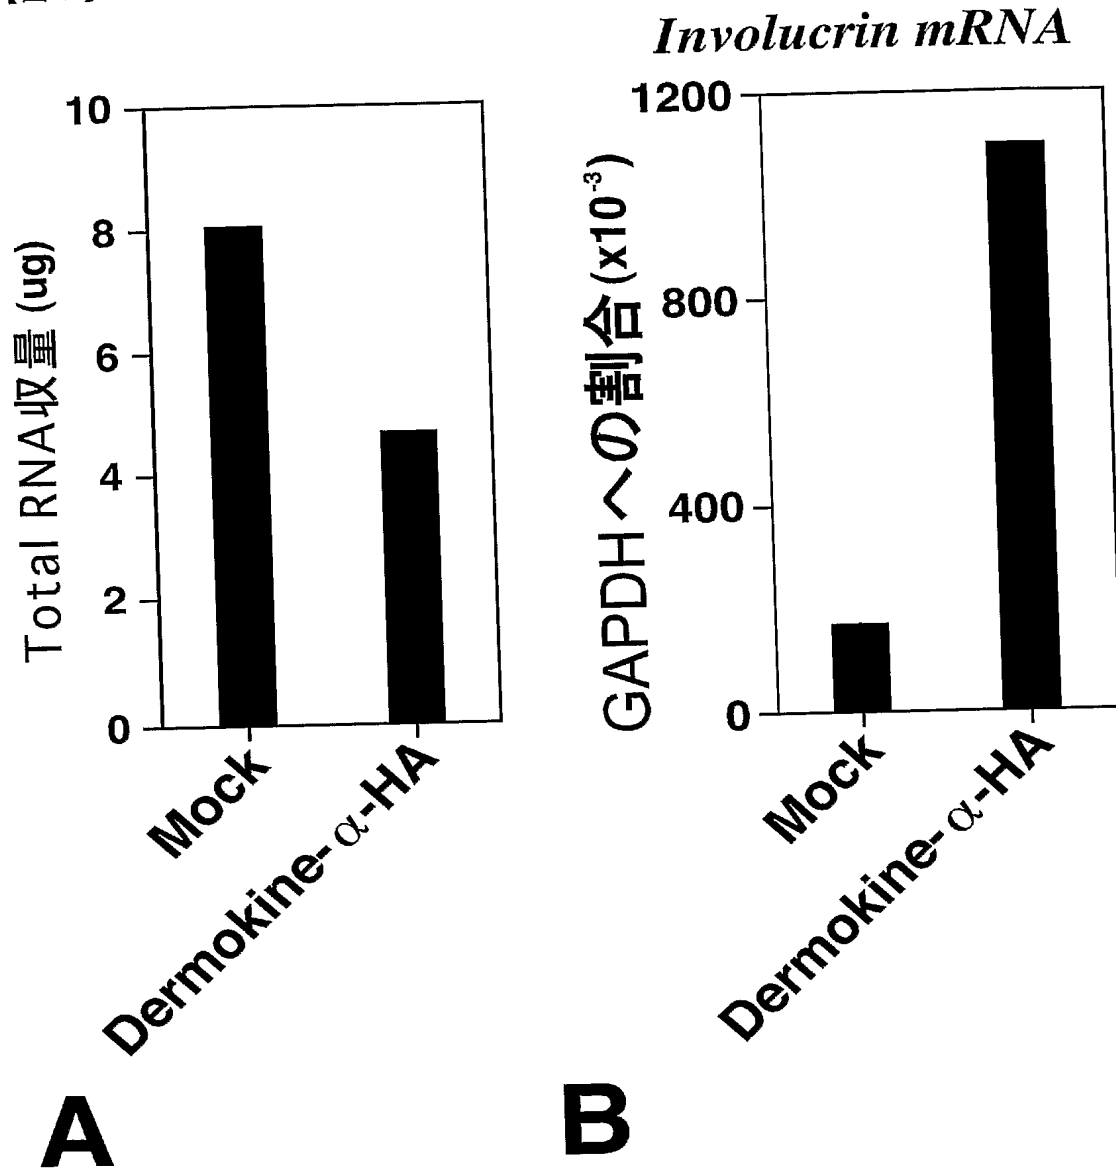 Total RNA収量 (ug)
10
8
6
4
2
0
Mock
Dermokine-α-HA
A
Involucrin mRNA
GAPDHへの割合 (x10⁻³)
1200
800
400
0
Mock
Dermokine-α-HA
B